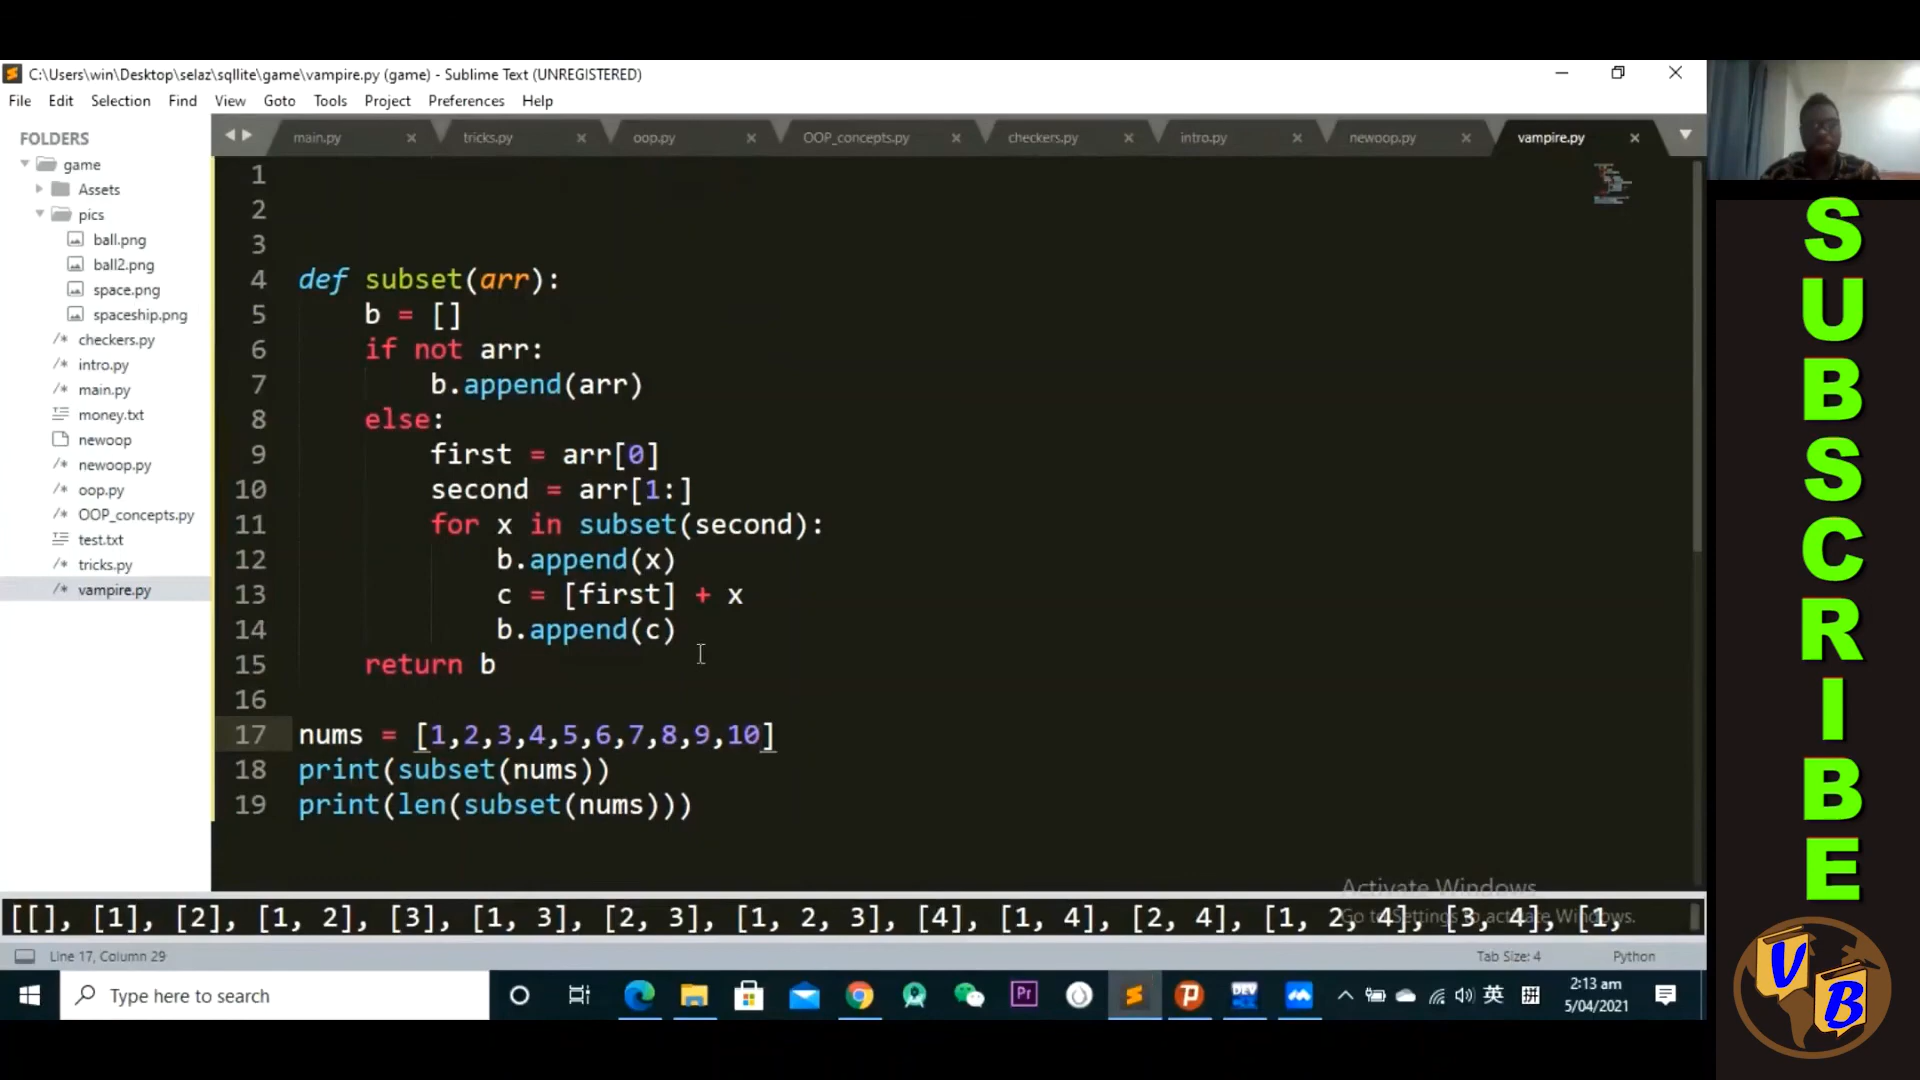 C:\Users\win\Desktop\selaz\sqllite\game\vampire.py (game) - Sublime Text (UNREGISTERED)
File Edit Selection Find View Goto Tools Project Preferences Help
FOLDERS
game
Assets
pics
ball.png
ball2.png
space.png
spaceship.png
checkers.py
intro.py
main.py
money.txt
newoop
newoop.py
oop.py
OOP_concepts.py
test.txt
tricks.py
vampire.py
main.py tricks.py oop.py OOP_concepts.py checkers.py intro.py newoop.py vampire.py
1
2
3
4 def subset(arr):
5 b = []
6 if not arr:
7 b.append(arr)
8 else:
9 first = arr[0]
10 second = arr[1:]
11 for x in subset(second):
12 b.append(x)
13 c = [first] + x
14 b.append(c)
15 return b
16
17 nums = [1,2,3,4,5,6,7,8,9,10]
18 print(subset(nums))
19 print(len(subset(nums)))
Activate Windows
Go to Settings to activate Windows.
[[], [1], [2], [1, 2], [3], [1, 3], [2, 3], [1, 2, 3], [4], [1, 4], [2, 4], [1, 2, 4], [3, 4], [1,
Line 17, Column 29 Tab Size: 4 Python
Type here to search
Pr
DEV
英
拼
2:13 am
5/04/2021
SUBSCRIBE
VB